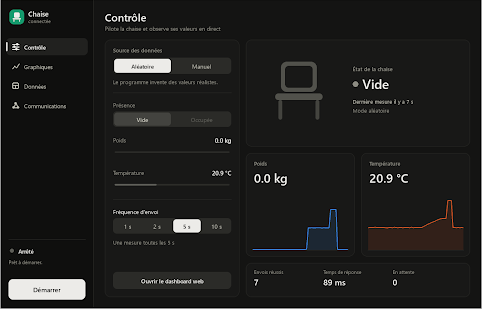 Chaise
connectée
Contrôle
Graphiques
Données
Communications
Arrêté
Prêt à démarrer.
Démarrer
Contrôle
Pilote la chaise et observe ses valeurs en direct
Source des données
Aléatoire
Manuel
Le programme invente des valeurs réalistes.
Présence
Vide
Occupée
Poids
0.0 kg
Température
20.9 °C
Fréquence d'envoi
1 s
2 s
5 s
10 s
Une mesure toutes les 5 s
Ouvrir le dashboard web
État de la chaise
Vide
Dernière mesure il y a 7 s
Mode aléatoire
Poids
0.0 kg
Température
20.9 °C
Envois réussis
7
Temps de réponse
89 ms
En attente
0